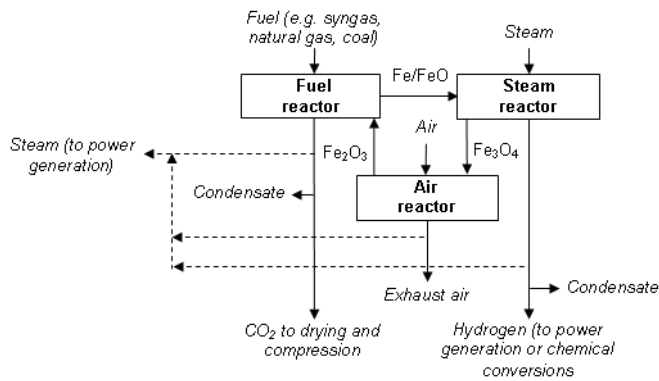 Fuel (e.g. syngas,
natural gas, coal)
Steam
Fuel
reactor
Fe/FeO
Steam
reactor
Air
Steam (to power
generation)
Fe₂O₃
Fe₃O₄
Condensate
Air
reactor
Exhaust air
Condensate
CO₂ to drying and
compression
Hydrogen (to power
generation or chemical
conversions